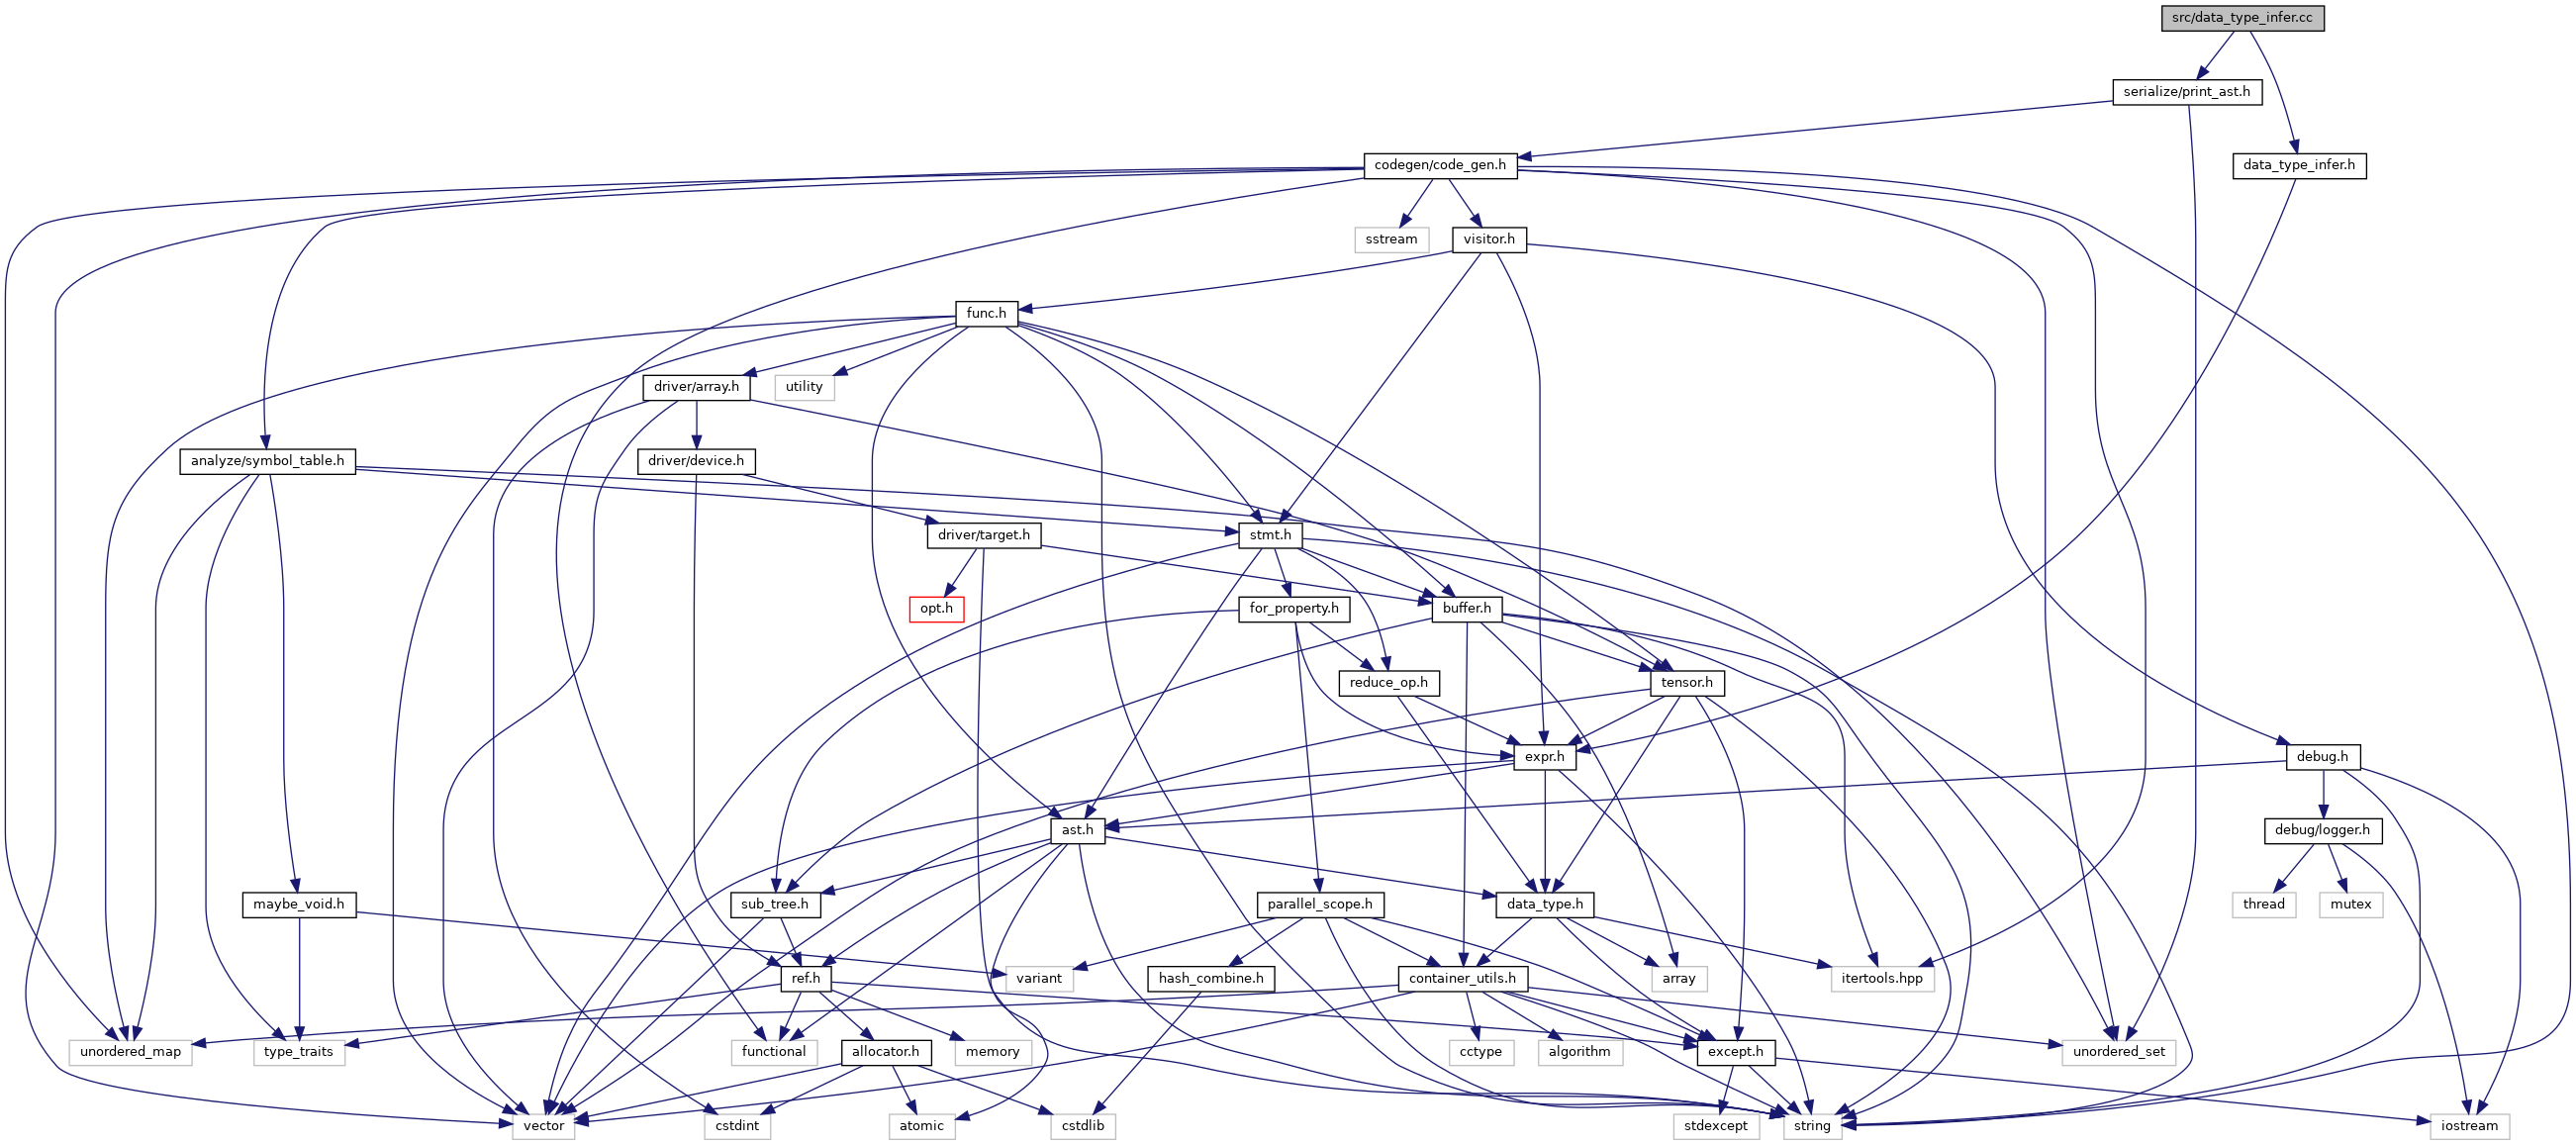 src/data_type_infer.cc
serialize/print_ast.h
codegen/code_gen.h
data_type_infer.h
sstream
visitor.h
func.h
driver/array.h
utility
analyze/symbol_table.h
driver/device.h
driver/target.h
stmt.h
opt.h
for_property.h
buffer.h
reduce_op.h
tensor.h
expr.h
debug.h
ast.h
debug/logger.h
maybe_void.h
sub_tree.h
parallel_scope.h
data_type.h
thread
mutex
ref.h
variant
hash_combine.h
container_utils.h
array
itertools.hpp
unordered_map
type_traits
functional
allocator.h
memory
cctype
algorithm
except.h
unordered_set
vector
cstdint
atomic
cstdlib
stdexcept
string
iostream